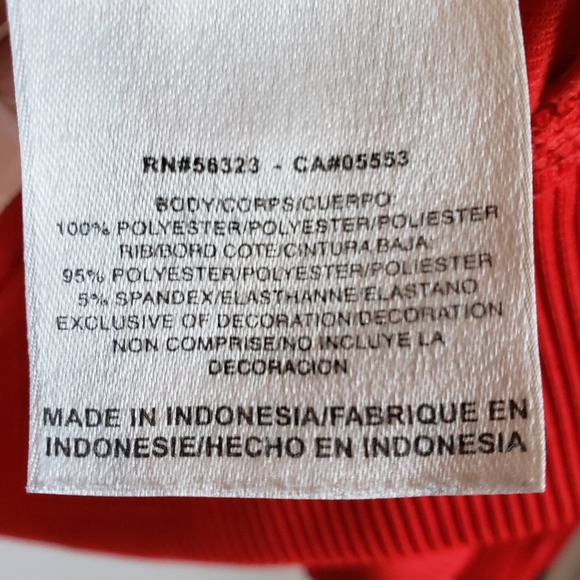 RN#56323 - CA#05553
BODY/CORPS/CUERPO:
100% POLYESTER/POLYESTER/POLIESTER
RIB/BORD COTE/CINTURA BAJA:
95% POLYESTER/POLYESTER/POLIESTER
5% SPANDEX/ELASTHANNE/ELASTANO
EXCLUSIVE OF DECORATION/DECORATION
NON COMPRISE/NO INCLUYE LA
DECORACION
MADE IN INDONESIA/FABRIQUE EN
INDONESIE/HECHO EN INDONESIA